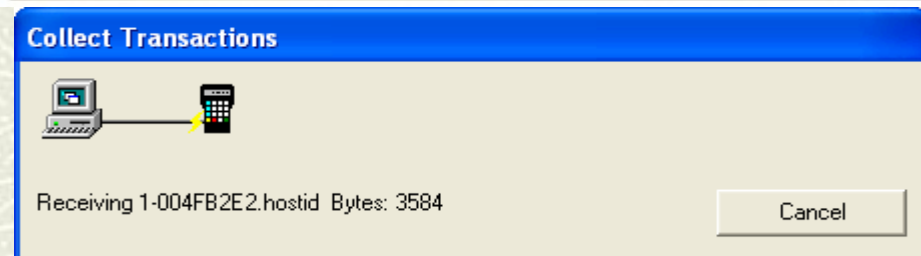 Collect Transactions
Receiving 1-004FB2E2.hostid Bytes: 3584
Cancel